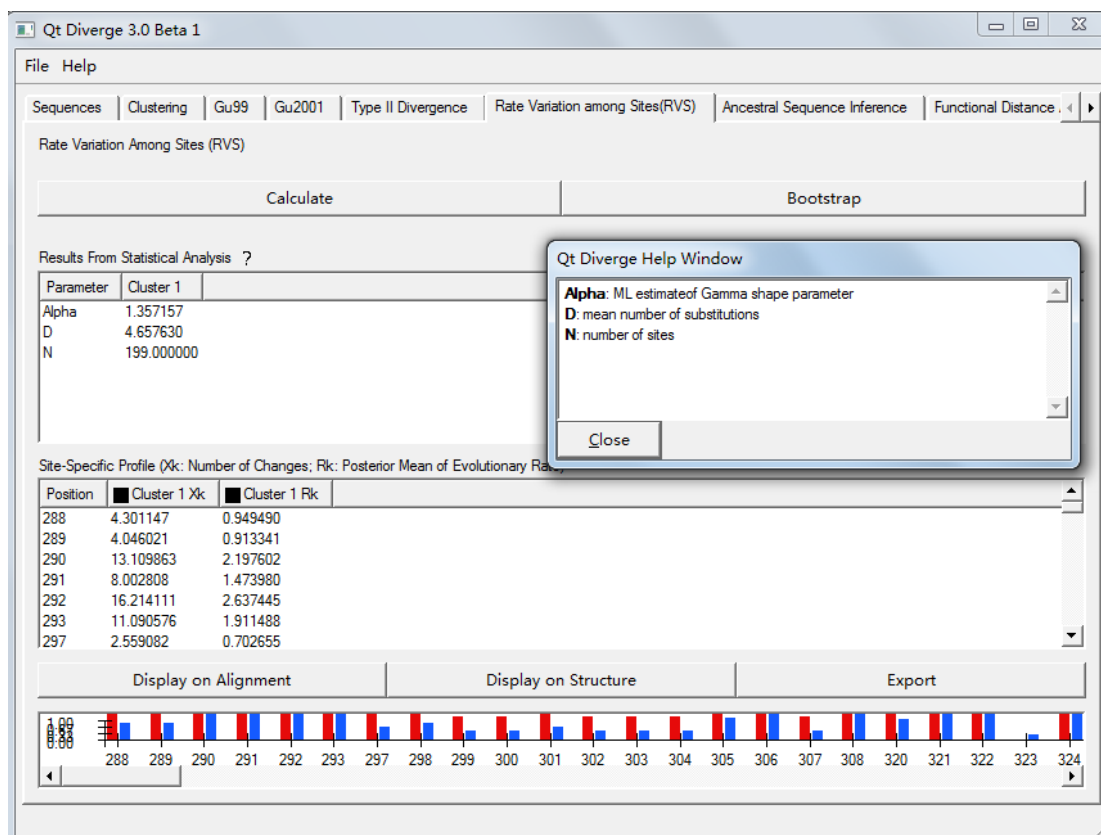 Qt Diverge 3.0 Beta 1
File Help
Sequences Clustering Gu99 Gu2001 Type II Divergence Rate Variation among Sites(RVS) Ancestral Sequence Inference Functional Distance
Rate Variation Among Sites (RVS)
Calculate Bootstrap
Results From Statistical Analysis ?
Parameter Cluster 1
Alpha 1.357157
D 4.657630
N 199.000000
Qt Diverge Help Window
Alpha: ML estimateof Gamma shape parameter
D: mean number of substitutions
N: number of sites
Close
Site-Specific Profile (Xk: Number of Changes; Rk: Posterior Mean of Evolutionary Rate)
Position Cluster 1 Xk Cluster 1 Rk
288 4.301147 0.949490
289 4.046021 0.913341
290 13.109863 2.197602
291 8.002808 1.473980
292 16.214111 2.637445
293 11.090576 1.911488
297 2.559082 0.702655
Display on Alignment Display on Structure Export
1.00
0.00
288 289 290 291 292 293 297 298 299 300 301 302 303 304 305 306 307 308 320 321 322 323 324